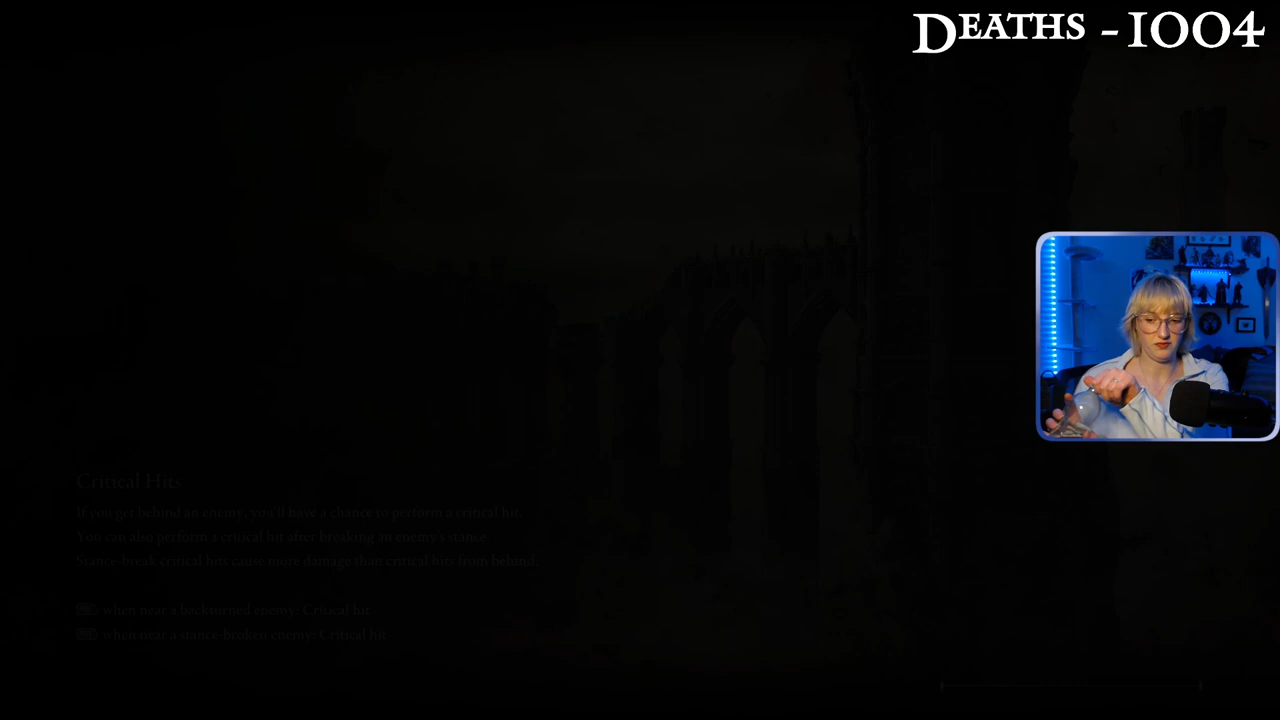 DEATHS - 1004
Critical Hits
If you get behind an enemy, you'll have a chance to perform a critical hit.
You can also perform a critical hit after breaking an enemy's stance.
Stance-break critical hits cause more damage than critical hits from behind.
when near a backturned enemy: Critical hit
when near a stance-broken enemy: Critical hit